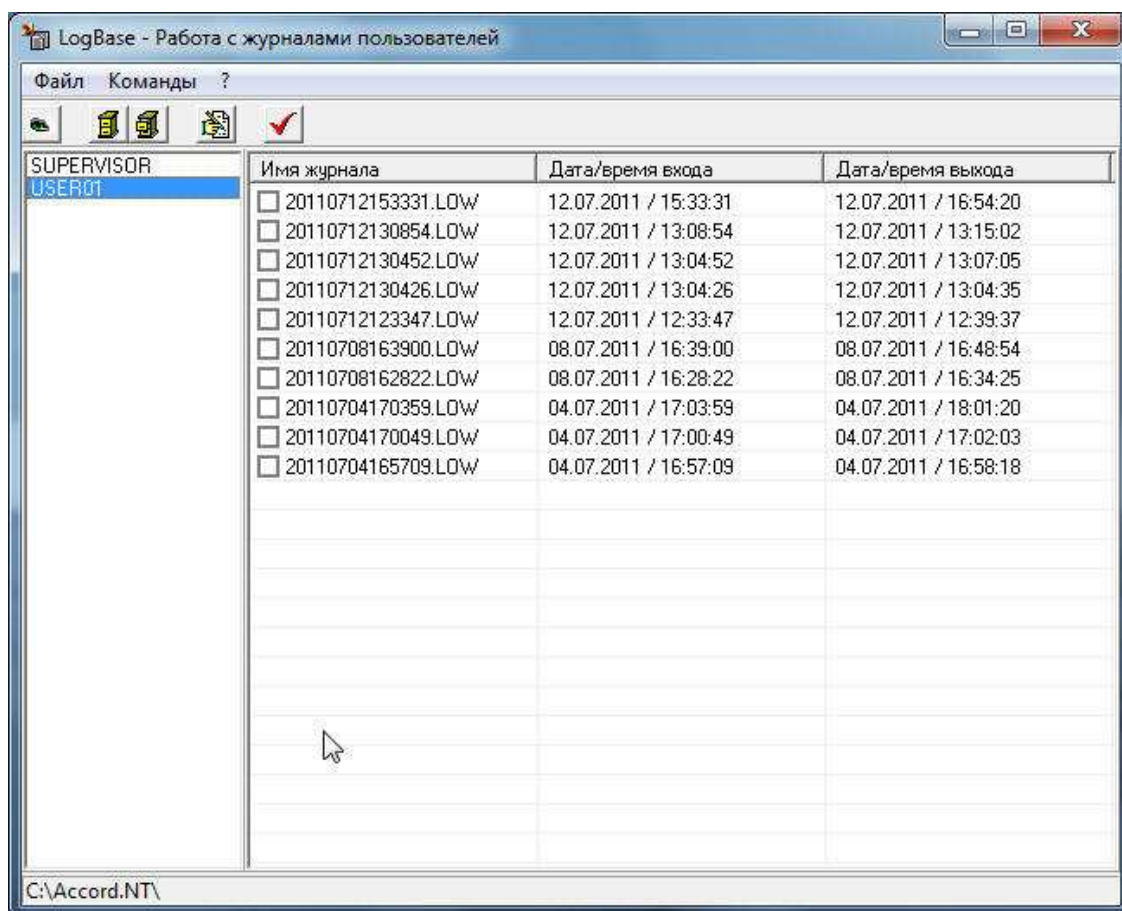 LogBase - Работа с журналами пользователей
Файл Команды ?
SUPERVISOR
USER01
Имя журнала Дата/время входа Дата/время выхода
20110712153331.LOW 12.07.2011 / 15:33:31 12.07.2011 / 16:54:20
20110712130854.LOW 12.07.2011 / 13:08:54 12.07.2011 / 13:15:02
20110712130452.LOW 12.07.2011 / 13:04:52 12.07.2011 / 13:07:05
20110712130426.LOW 12.07.2011 / 13:04:26 12.07.2011 / 13:04:35
20110712123347.LOW 12.07.2011 / 12:33:47 12.07.2011 / 12:39:37
20110708163900.LOW 08.07.2011 / 16:39:00 08.07.2011 / 16:48:54
20110708162822.LOW 08.07.2011 / 16:28:22 08.07.2011 / 16:34:25
20110704170359.LOW 04.07.2011 / 17:03:59 04.07.2011 / 18:01:20
20110704170049.LOW 04.07.2011 / 17:00:49 04.07.2011 / 17:02:03
20110704165709.LOW 04.07.2011 / 16:57:09 04.07.2011 / 16:58:18
C:\Accord.NT\